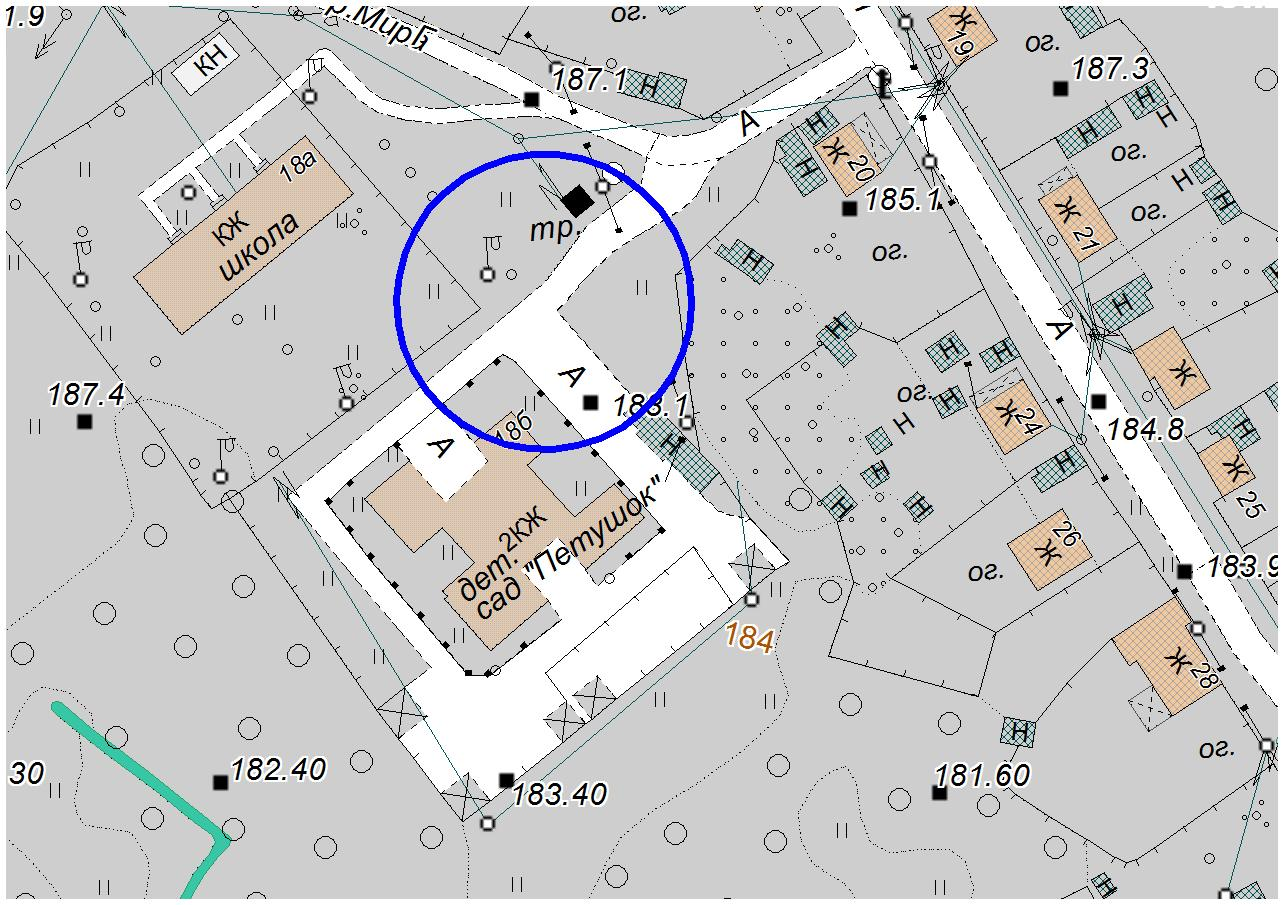 1.9
р.Мира
ог.
19
КН
187.1
Н
ог.
187.3
Н
Н
А
Н
Н
Н
ог.
18а
Ж
20
Н
Н
185.1
ог.
Ж 21
КЖ
школа
тр.
ог.
Н
Н
Н
А
Н
Н
Ж
187.4
А
183.1
ог.
Н
Н
Ж
24
184.8
Н
18б
А
Н
Н
Н
Н
Н
Ж
25
2КЖ
дет.
сад "Петушок"
26
Ж
ог.
183.9
184
Ж
28
Н
ог.
30
182.40
183.40
181.60
Н